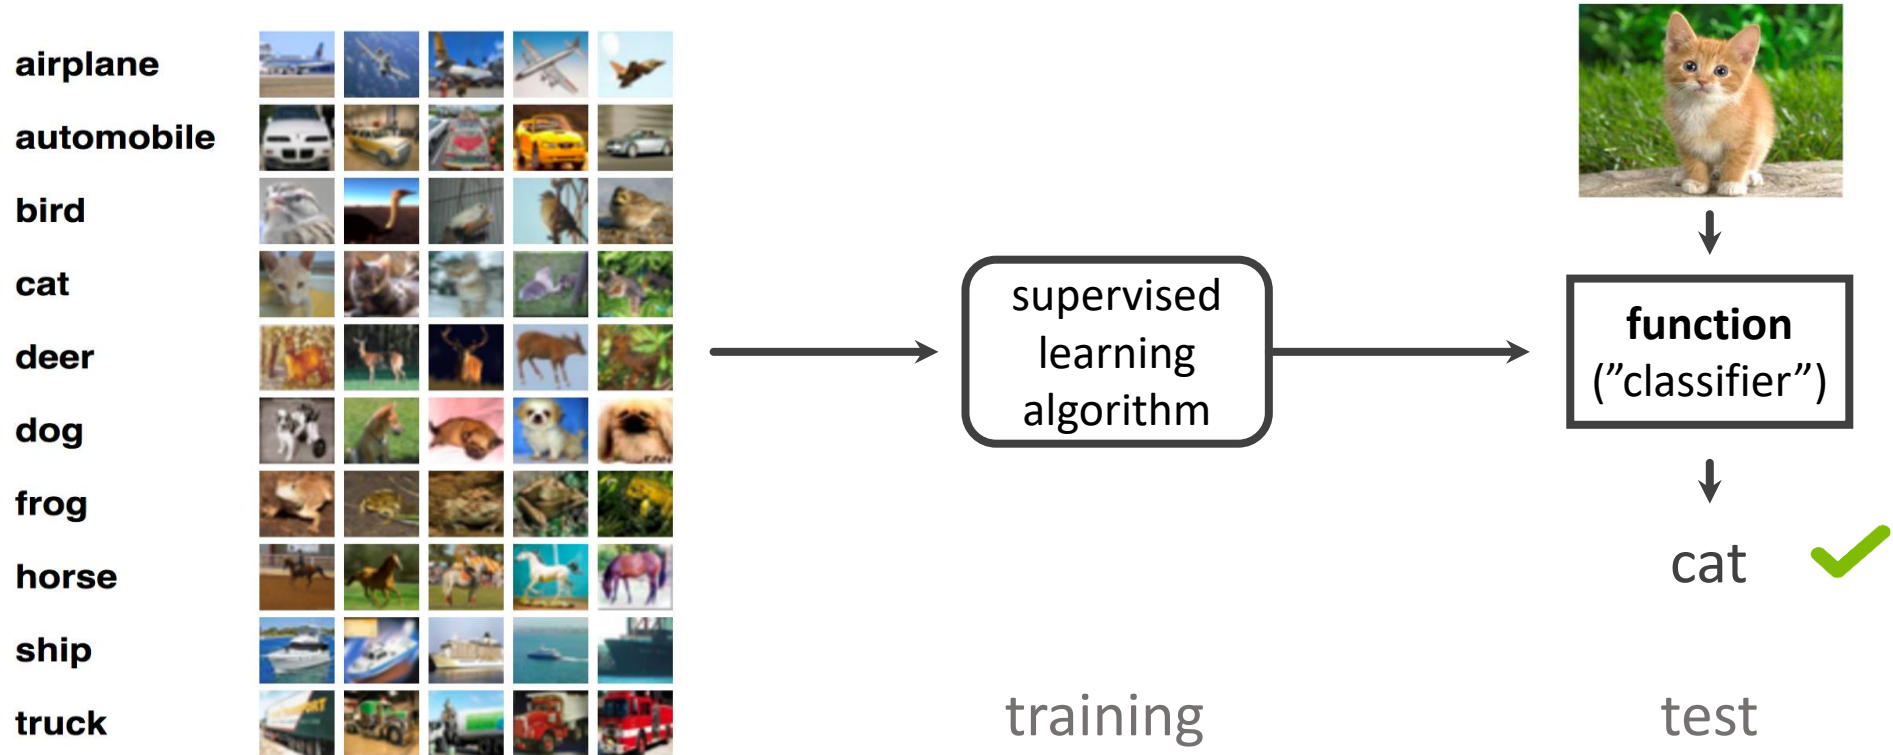 airplane
automobile
bird
cat
deer
dog
frog
horse
ship
truck
supervised
learning
algorithm
training
function
(”classifier”)
cat
test